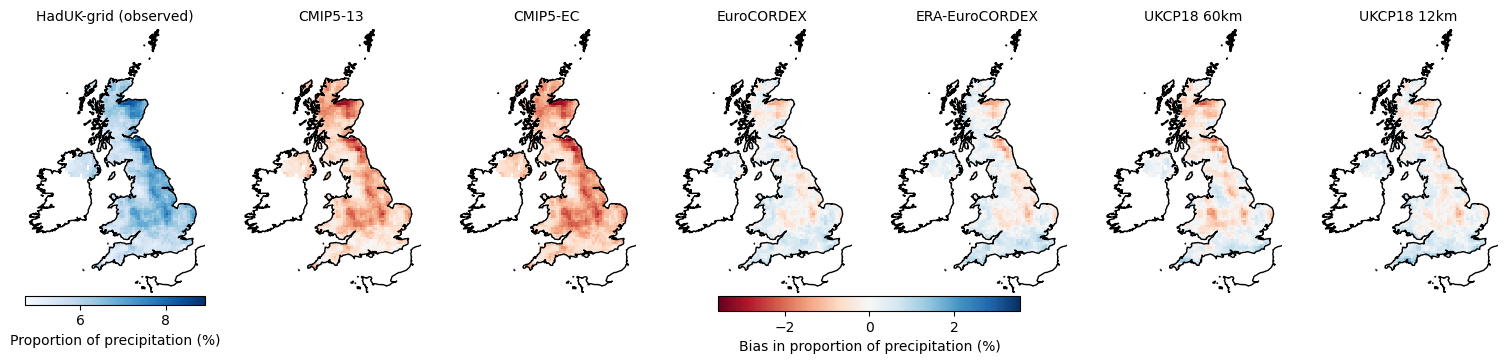 HadUK-grid (observed)
CMIP5-13
CMIP5-EC
EuroCORDEX
ERA-EuroCORDEX
UKCP18 60km
UKCP18 12km
6 8
Proportion of precipitation (%)
−2 0 2
Bias in proportion of precipitation (%)